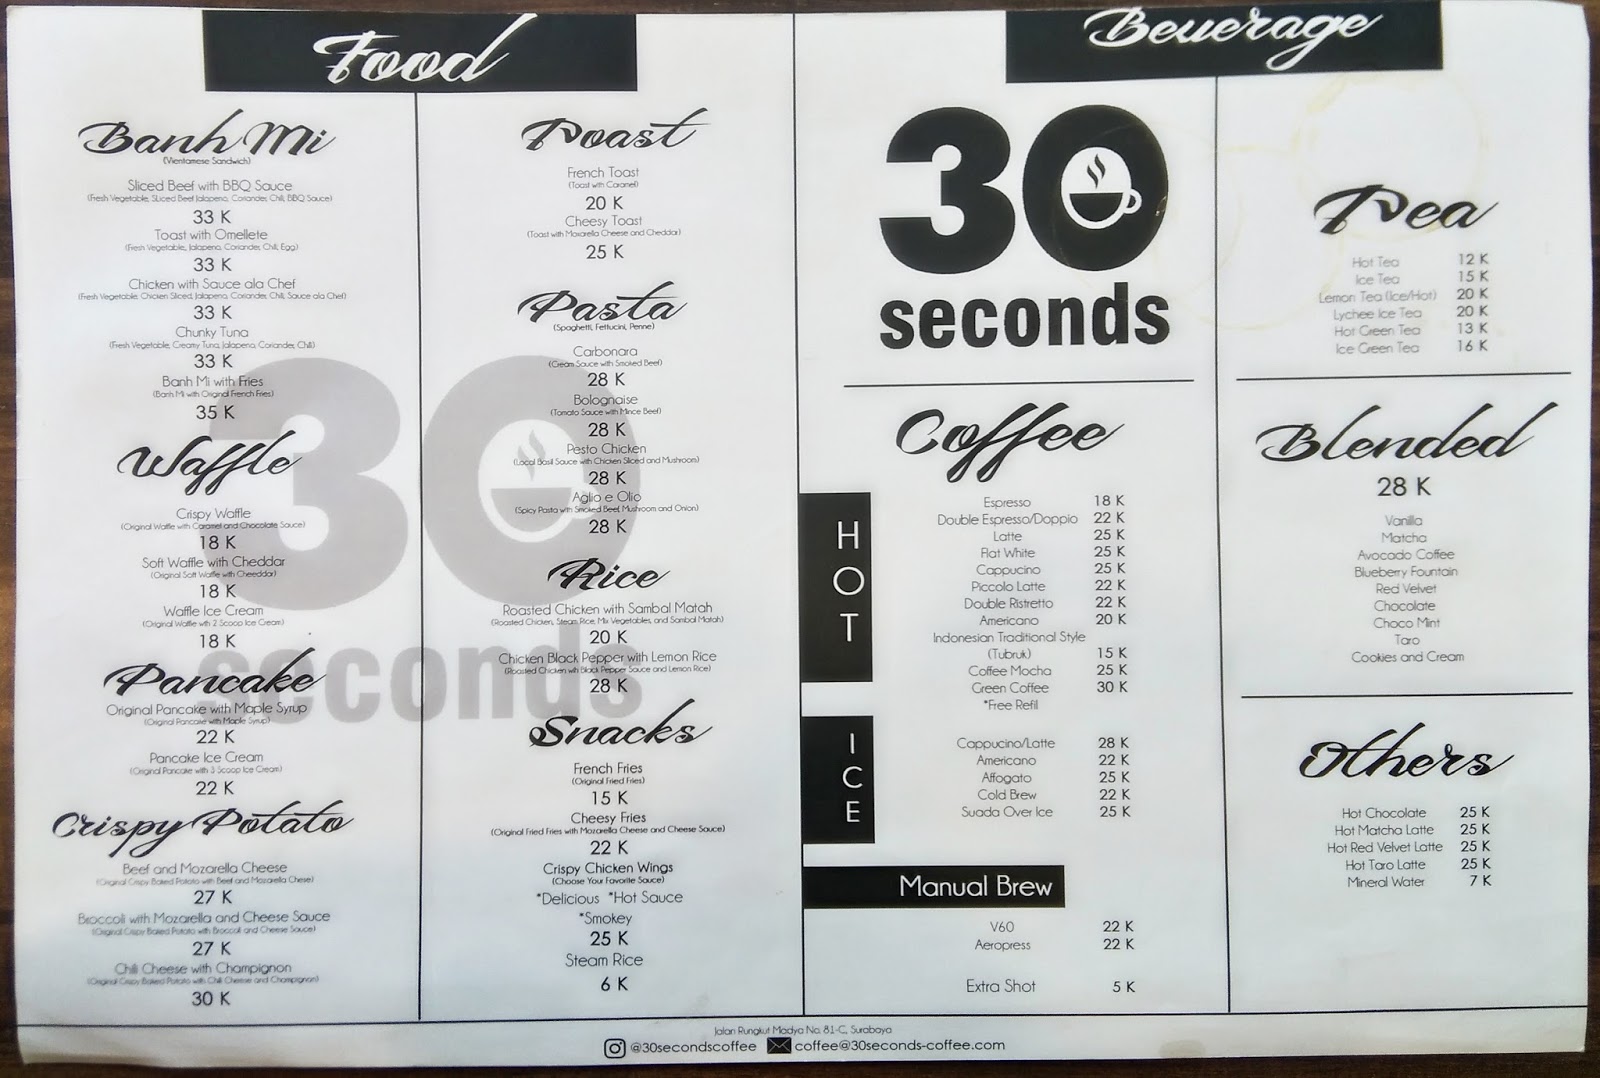 Food
Banh Mi
(Vientamese Sandwich)
Sliced Beef with BBQ Sauce
(Fresh Vegetable, Sliced Beef Jalapeno, Coriander, Chili, BBQ Sauce)
33 K
Toast with Omellete
(Fresh Vegetable, Jalapeno, Coriander, Chili, Egg)
33 K
Chicken with Sauce ala Chef
(Fresh Vegetable, Chicken Sliced, Jalapeno, Coriander, Chili, Sauce ala Chef)
33 K
Chunky Tuna
(Fresh Vegetable, Creamy Tuna, Jalapeno, Coriander, Chili)
33 K
Banh Mi with Fries
(Banh Mi with Original French Fries)
35 K
Waffle
Crispy Waffle
(Original Waffle with Caramel and Chocolate Sauce)
18 K
Soft Waffle with Cheddar
(Original Soft Waffle with Cheeddar)
18 K
Waffle Ice Cream
(Original Waffle with 2 Scoop Ice Cream)
18 K
Pancake
Original Pancake with Maple Syrup
(Original Pancake with Maple Syrup)
22 K
Pancake Ice Cream
(Original Pancake with 3 Scoop Ice Cream)
22 K
Crispy Potato
Beef and Mozarella Cheese
(Original Crispy Baked Potato with Beef and Mozarella Chese)
27 K
Broccoli with Mozarella and Cheese Sauce
(Original Crispy Baked Potato with Broccoli and Cheese Sauce)
27 K
Chili Cheese with Champignon
(Original Crispy Baked Potato with Chili Cheese and Champignon)
30 K
30
seconds
Toast
French Toast
(Toast with Caramel)
20 K
Cheesy Toast
(Toast with Mozarella Cheese and Cheddar)
25 K
Pasta
(Spaghetti, Fettucini, Penne)
Carbonara
(Cream Sauce with Smoked Beef)
28 K
Bolognaise
(Tomato Sauce with Mince Beef)
28 K
Pesto Chicken
(Local Basil Sauce with Chicken Sliced and Mushroom)
28 K
Aglio e Olio
(Spicy Pasta with Smoked Beef, Mushroom and Onion)
28 K
Rice
Roasted Chicken with Sambal Matah
(Roasted Chicken, Steam Rice, Mix Vegetables, and Sambal Matah)
20 K
Chicken Black Pepper with Lemon Rice
(Roasted Chicken with Black Pepper Sauce and Lemon Rice)
28 K
Snacks
French Fries
(Original Fried Fries)
15 K
Cheesy Fries
(Original Fried Fries with Mozarella Cheese and Cheese Sauce)
22 K
Crispy Chicken Wings
(Choose Your Favorite Sauce)
*Delicious *Hot Sauce
*Smokey
25 K
Steam Rice
6 K
Beverage
30
seconds
Coffee
HOT
Espresso 18 K
Double Espresso/Doppio 22 K
Latte 25 K
Flat White 25 K
Cappucino 25 K
Piccolo Latte 22 K
Double Ristretto 22 K
Americano 20 K
Indonesian Traditional Style
(Tubruk) 15 K
Coffee Mocha 25 K
Green Coffee 30 K
*Free Refil
ICE
Cappucino/Latte 28 K
Americano 22 K
Affogato 25 K
Cold Brew 22 K
Suada Over Ice 25 K
Manual Brew
V60 22 K
Aeropress 22 K
Extra Shot 5 K
Tea
Hot Tea 12 K
Ice Tea 15 K
Lemon Tea (Ice/Hot) 20 K
Lychee Ice Tea 20 K
Hot Green Tea 13 K
Ice Green Tea 16 K
Blended
28 K
Vanilla
Matcha
Avocado Coffee
Blueberry Fountain
Red Velvet
Chocolate
Choco Mint
Taro
Cookies and Cream
Others
Hot Chocolate 25 K
Hot Matcha Latte 25 K
Hot Red Velvet Latte 25 K
Hot Taro Latte 25 K
Mineral Water 7 K
Jalan Rungkut Madya No. 81-C, Surabaya
@30secondscoffee coffee@30seconds-coffee.com